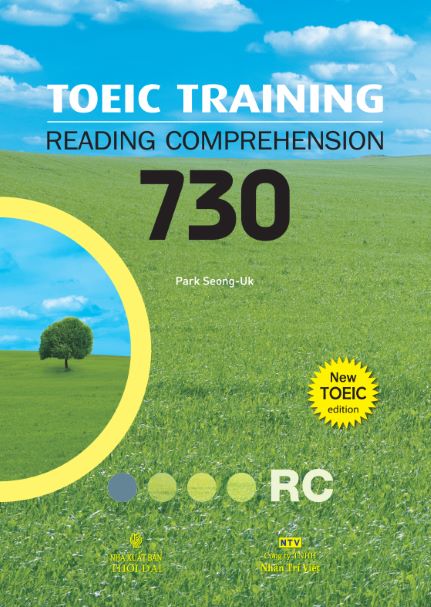 TOEIC TRAINING
READING COMPREHENSION
730
Park Seong-Uk
New
TOEIC
edition
RC
NHÀ XUẤT BẢN
THỜI ĐẠI
NTV
Công ty TNHH
Nhân Trí Việt